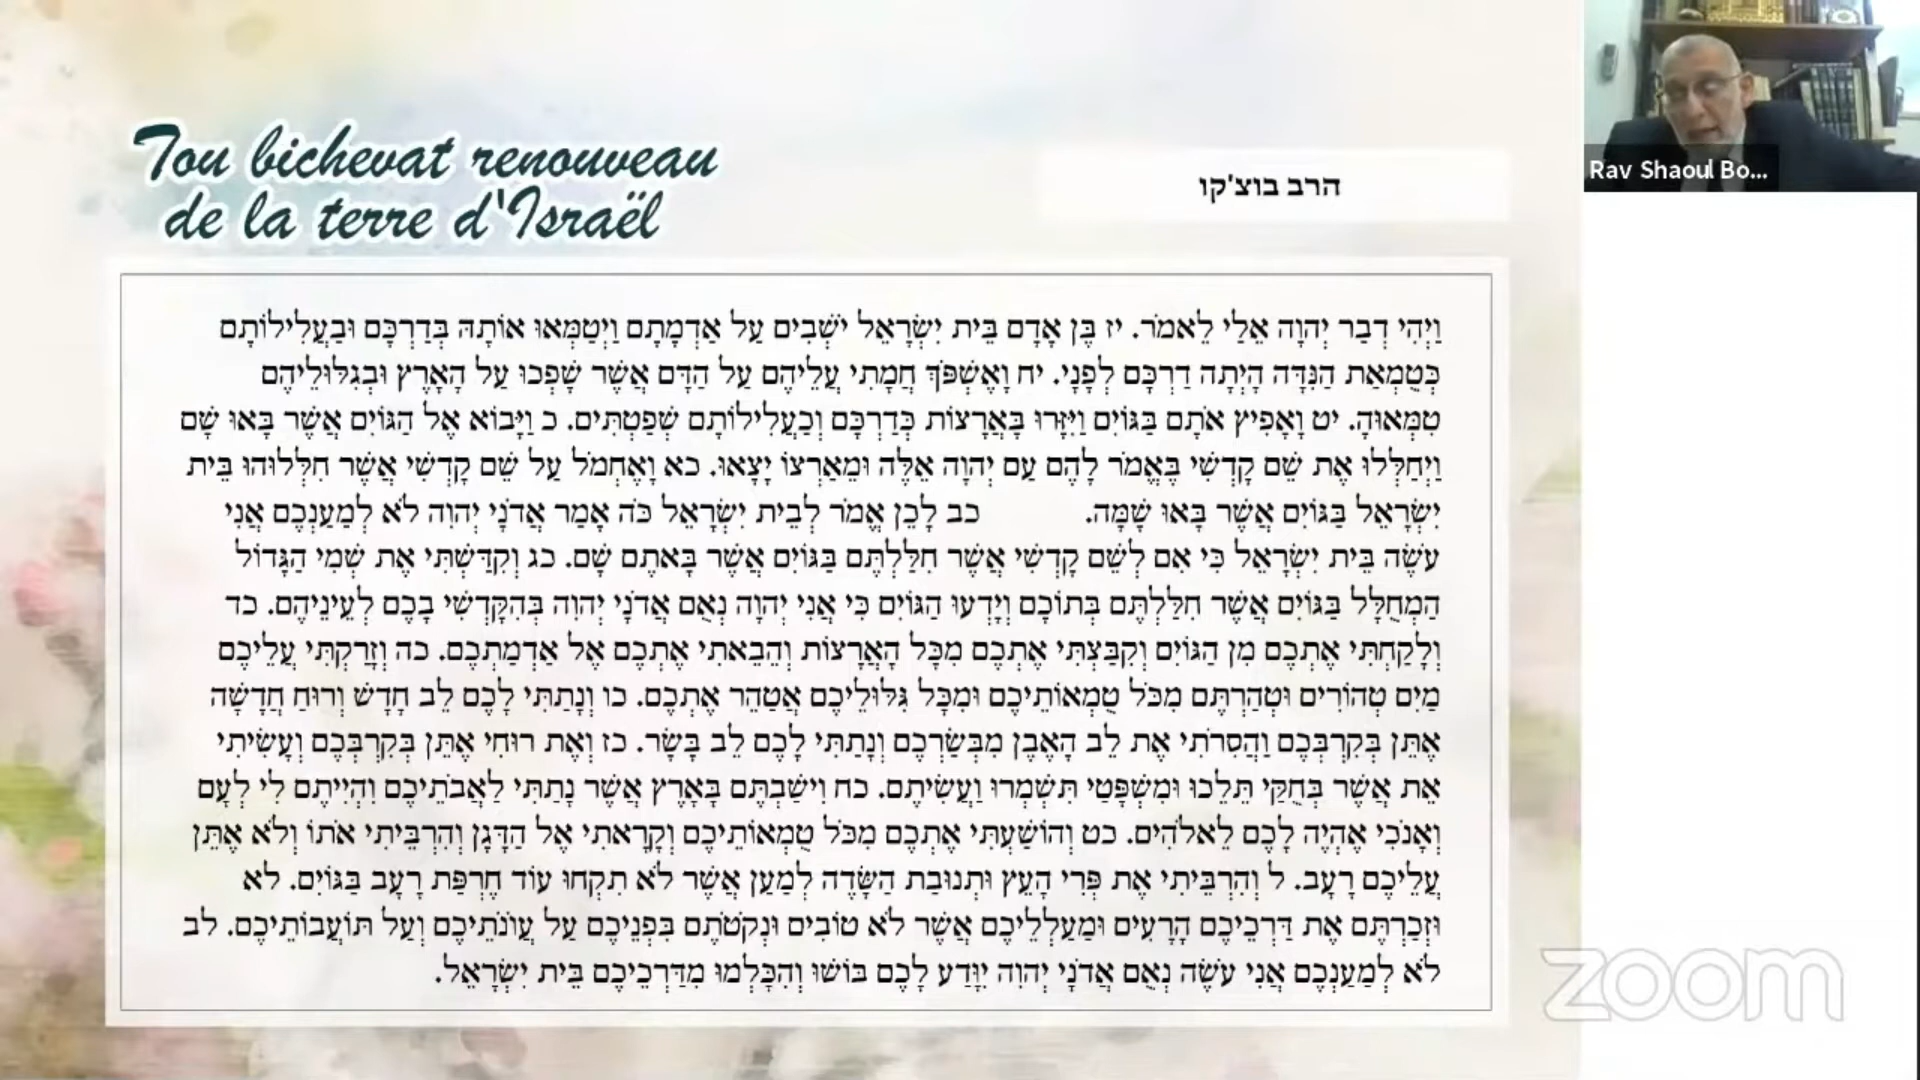 Tou bichevat renouveau
de la terre d'Israël
הרב בוצ'קו
Rav Shaoul Bo...
וַיְהִי דְבַר יְהוָה אֵלַי לֵאמֹר. יז בֶּן אָדָם בֵּית יִשְׂרָאֵל יֹשְׁבִים עַל אַדְמָתָם וַיְטַמְּאוּ אוֹתָהּ בְּדַרְכָּם וּבַעֲלִילוֹתָם
כְּטֻמְאַת הַנִּדָּה הָיְתָה דַרְכָּם לְפָנָי. יח וָאֶשְׁפֹּךְ חֲמָתִי עֲלֵיהֶם עַל הַדָּם אֲשֶׁר שָׁפְכוּ עַל הָאָרֶץ וּבְגִלּוּלֵיהֶם
טִמְּאוּהָ. יט וָאָפִיץ אֹתָם בַּגּוֹיִם וַיִּזָּרוּ בָּאֲרָצוֹת כְּדַרְכָּם וְכַעֲלִילוֹתָם שְׁפַטְתִּים. כ וַיָּבוֹא אֶל הַגּוֹיִם אֲשֶׁר בָּאוּ שָׁם
וַיְחַלְּלוּ אֶת שֵׁם קָדְשִׁי בֶּאֱמֹר לָהֶם עַם יְהוָה אֵלֶּה וּמֵאַרְצוֹ יָצָאוּ. כא וָאֶחְמֹל עַל שֵׁם קָדְשִׁי אֲשֶׁר חִלְּלוּהוּ בֵּית
יִשְׂרָאֵל בַּגּוֹיִם אֲשֶׁר בָּאוּ שָׁמָּה. כב לָכֵן אֱמֹר לְבֵית יִשְׂרָאֵל כֹּה אָמַר אֲדֹנָי יְהוִה לֹא לְמַעַנְכֶם אֲנִי
עֹשֶׂה בֵּית יִשְׂרָאֵל כִּי אִם לְשֵׁם קָדְשִׁי אֲשֶׁר חִלַּלְתֶּם בַּגּוֹיִם אֲשֶׁר בָּאתֶם שָׁם. כג וְקִדַּשְׁתִּי אֶת שְׁמִי הַגָּדוֹל
הַמְחֻלָּל בַּגּוֹיִם אֲשֶׁר חִלַּלְתֶּם בְּתוֹכָם וְיָדְעוּ הַגּוֹיִם כִּי אֲנִי יְהוָה נְאֻם אֲדֹנָי יְהוִה בְּהִקָּדְשִׁי בָכֶם לְעֵינֵיהֶם. כד
וְלָקַחְתִּי אֶתְכֶם מִן הַגּוֹיִם וְקִבַּצְתִּי אֶתְכֶם מִכָּל הָאֲרָצוֹת וְהֵבֵאתִי אֶתְכֶם אֶל אַדְמַתְכֶם. כה וְזָרַקְתִּי עֲלֵיכֶם
מַיִם טְהוֹרִים וּטְהַרְתֶּם מִכֹּל טֻמְאוֹתֵיכֶם וּמִכָּל גִּלּוּלֵיכֶם אֲטַהֵר אֶתְכֶם. כו וְנָתַתִּי לָכֶם לֵב חָדָשׁ וְרוּחַ חֲדָשָׁה
אֶתֵּן בְּקִרְבְּכֶם וַהֲסִרֹתִי אֶת לֵב הָאֶבֶן מִבְּשַׂרְכֶם וְנָתַתִּי לָכֶם לֵב בָּשָׂר. כז וְאֶת רוּחִי אֶתֵּן בְּקִרְבְּכֶם וְעָשִׂיתִי
אֵת אֲשֶׁר בְּחֻקַּי תֵּלֵכוּ וּמִשְׁפָּטַי תִּשְׁמְרוּ וַעֲשִׂיתֶם. כח וִישַׁבְתֶּם בָּאָרֶץ אֲשֶׁר נָתַתִּי לַאֲבֹתֵיכֶם וִהְיִיתֶם לִי לְעָם
וְאָנֹכִי אֶהְיֶה לָכֶם לֵאלֹהִים. כט וְהוֹשַׁעְתִּי אֶתְכֶם מִכֹּל טֻמְאוֹתֵיכֶם וְקָרָאתִי אֶל הַדָּגָן וְהִרְבֵּיתִי אֹתוֹ וְלֹא אֶתֵּן
עֲלֵיכֶם רָעָב. ל וְהִרְבֵּיתִי אֶת פְּרִי הָעֵץ וּתְנוּבַת הַשָּׂדֶה לְמַעַן אֲשֶׁר לֹא תִקְחוּ עוֹד חֶרְפַּת רָעָב בַּגּוֹיִם. לא
וּזְכַרְתֶּם אֶת דַּרְכֵיכֶם הָרָעִים וּמַעַלְלֵיכֶם אֲשֶׁר לֹא טוֹבִים וּנְקֹטֹתֶם בִּפְנֵיכֶם עַל עֲוֹנֹתֵיכֶם וְעַל תּוֹעֲבוֹתֵיכֶם. לב
לֹא לְמַעַנְכֶם אֲנִי עֹשֶׂה נְאֻם אֲדֹנָי יְהוִה יִוָּדַע לָכֶם בּוֹשׁוּ וְהִכָּלְמוּ מִדַּרְכֵיכֶם בֵּית יִשְׂרָאֵל.
zoom